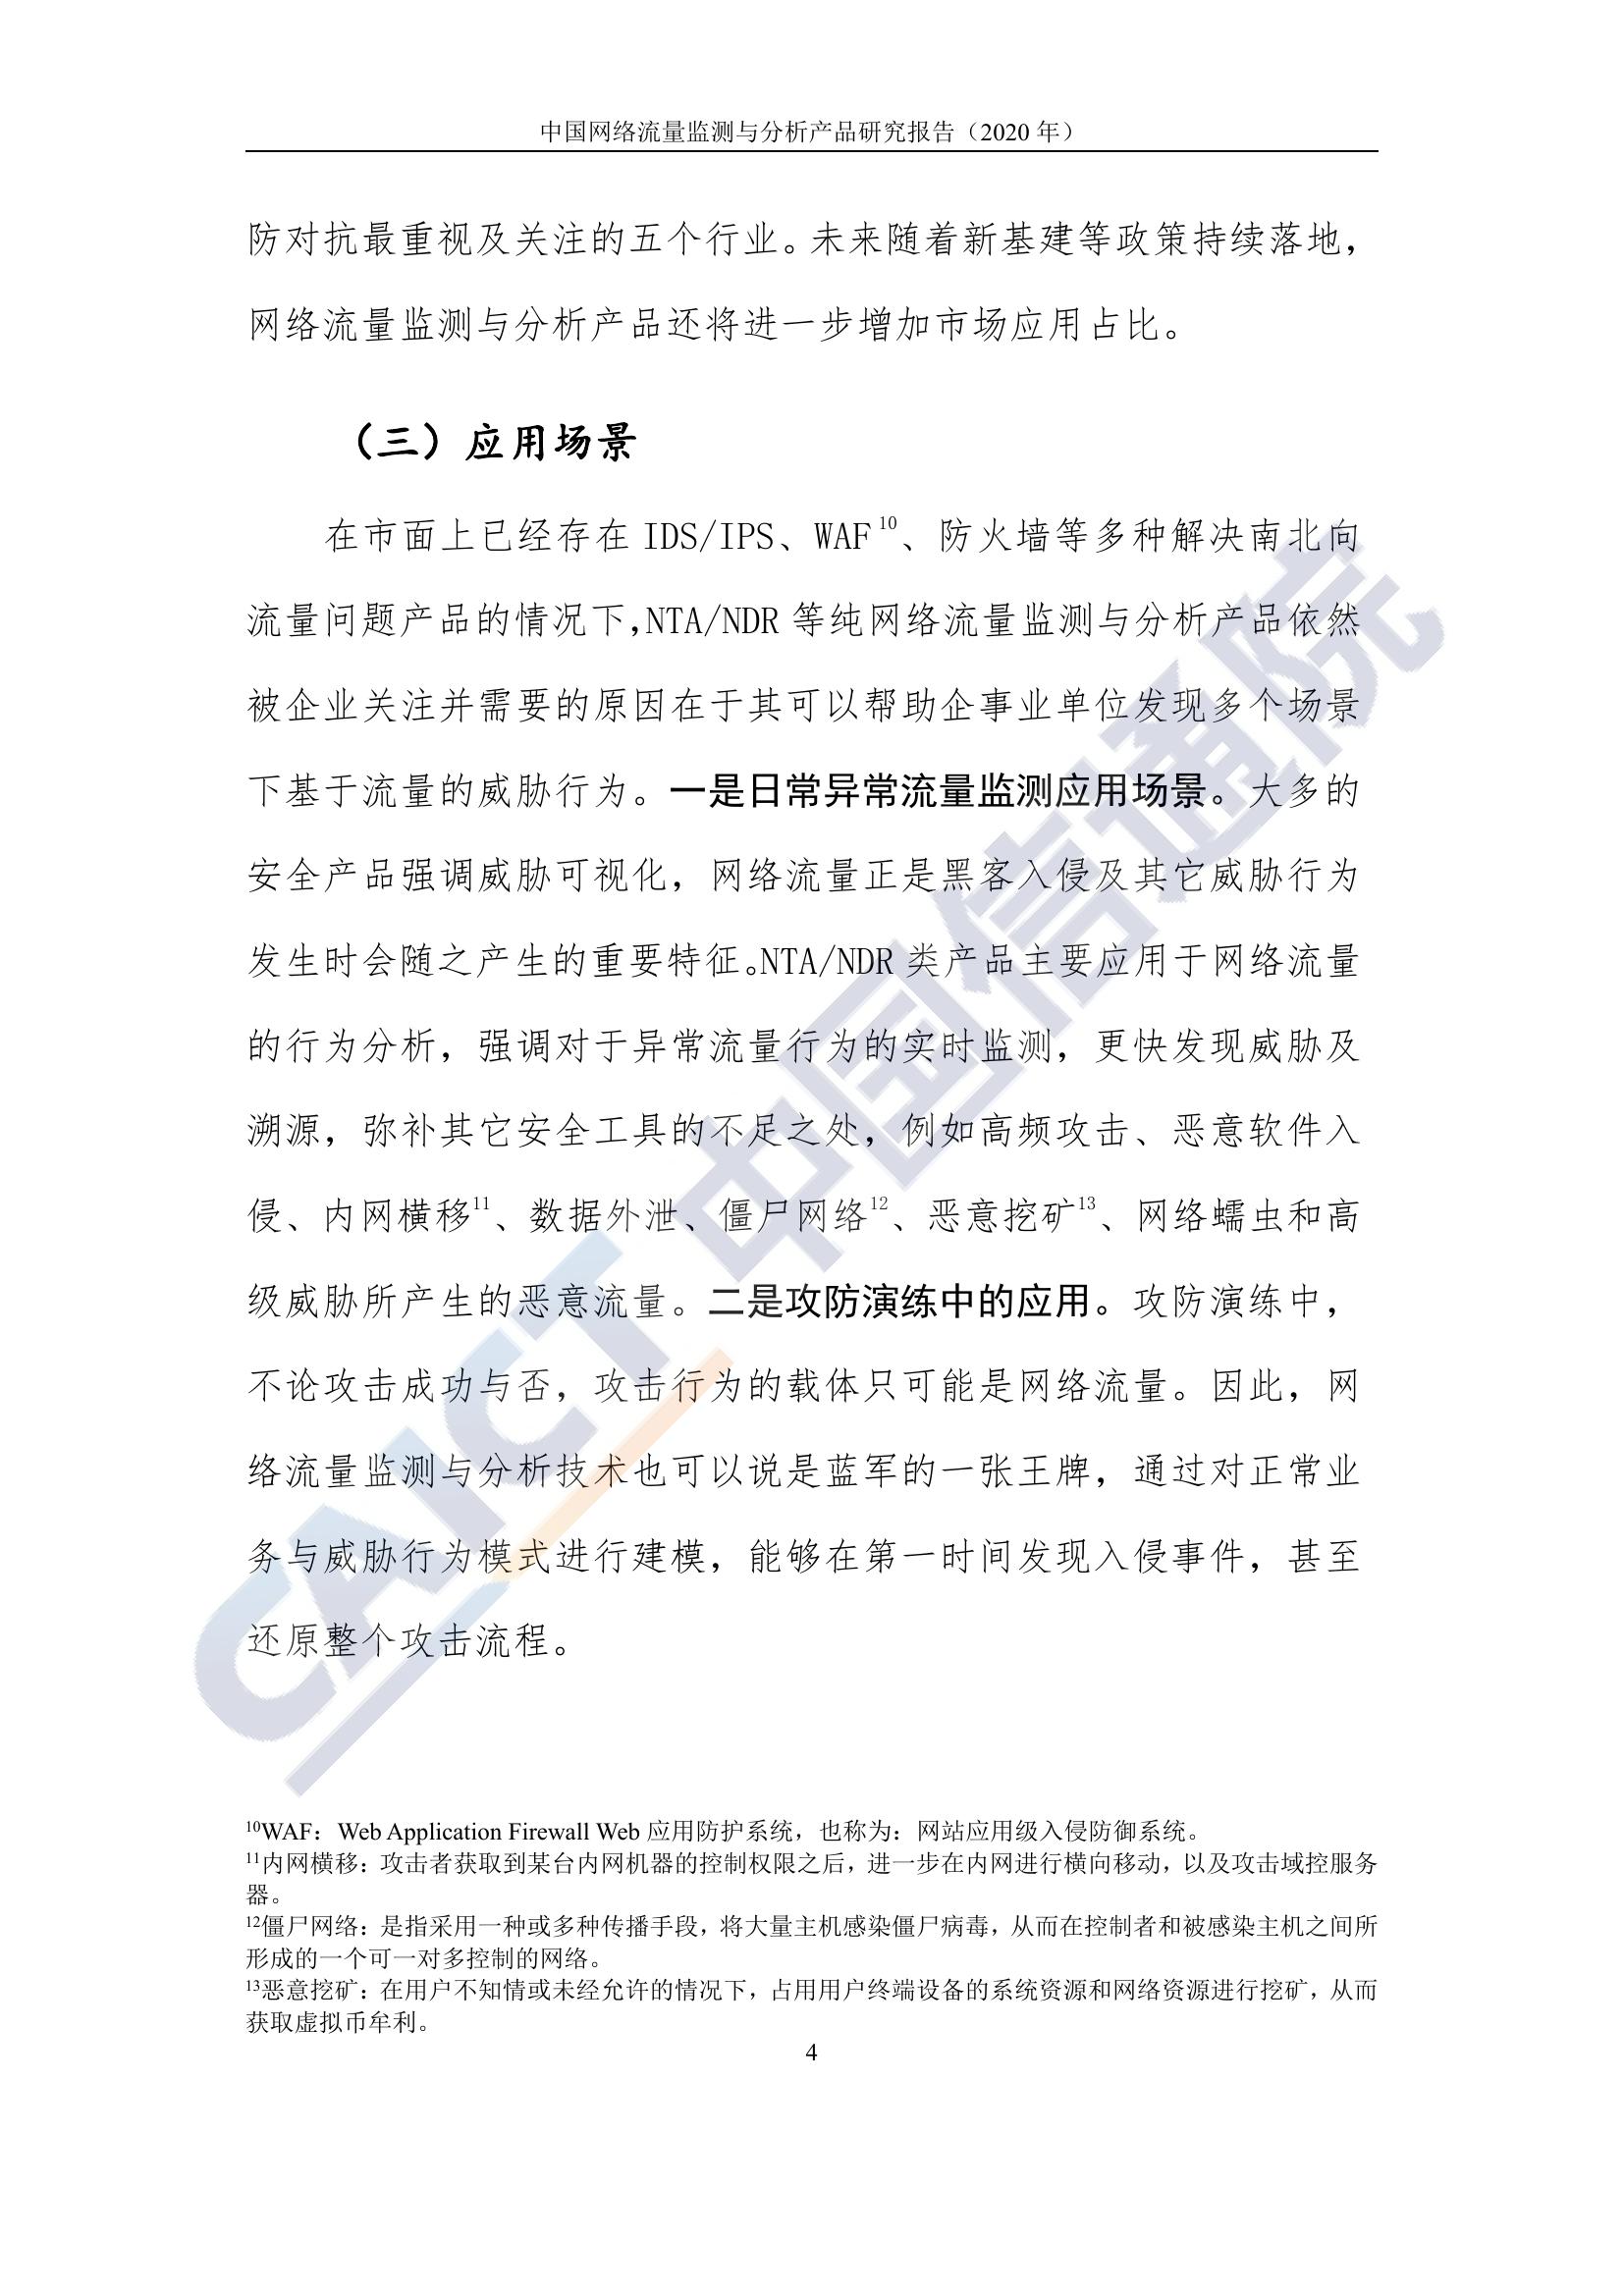 中国网络流量监测与分析产品研究报告（2020 年）
防对抗最重视及关注的五个行业。未来随着新基建等政策持续落地，
网络流量监测与分析产品还将进一步增加市场应用占比。
（三）应用场景
在市面上已经存在 IDS/IPS、WAF10、防火墙等多种解决南北向
流量问题产品的情况下，NTA/NDR 等纯网络流量监测与分析产品依然
被企业关注并需要的原因在于其可以帮助企事业单位发现多个场景
下基于流量的威胁行为。一是日常异常流量监测应用场景。大多的
安全产品强调威胁可视化，网络流量正是黑客入侵及其它威胁行为
发生时会随之产生的重要特征。NTA/NDR 类产品主要应用于网络流量
的行为分析，强调对于异常流量行为的实时监测，更快发现威胁及
溯源，弥补其它安全工具的不足之处，例如高频攻击、恶意软件入
侵、内网横移11、数据外泄、僵尸网络12、恶意挖矿13、网络蠕虫和高
级威胁所产生的恶意流量。二是攻防演练中的应用。攻防演练中，
不论攻击成功与否，攻击行为的载体只可能是网络流量。因此，网
络流量监测与分析技术也可以说是蓝军的一张王牌，通过对正常业
务与威胁行为模式进行建模，能够在第一时间发现入侵事件，甚至
还原整个攻击流程。
CAICT 中国信通院
10WAF：Web Application Firewall Web 应用防护系统，也称为：网站应用级入侵防御系统。
11内网横移：攻击者获取到某台内网机器的控制权限之后，进一步在内网进行横向移动，以及攻击域控服务
器。
12僵尸网络：是指采用一种或多种传播手段，将大量主机感染僵尸病毒，从而在控制者和被感染主机之间所
形成的一个可一对多控制的网络。
13恶意挖矿：在用户不知情或未经允许的情况下，占用用户终端设备的系统资源和网络资源进行挖矿，从而
获取虚拟币牟利。
4